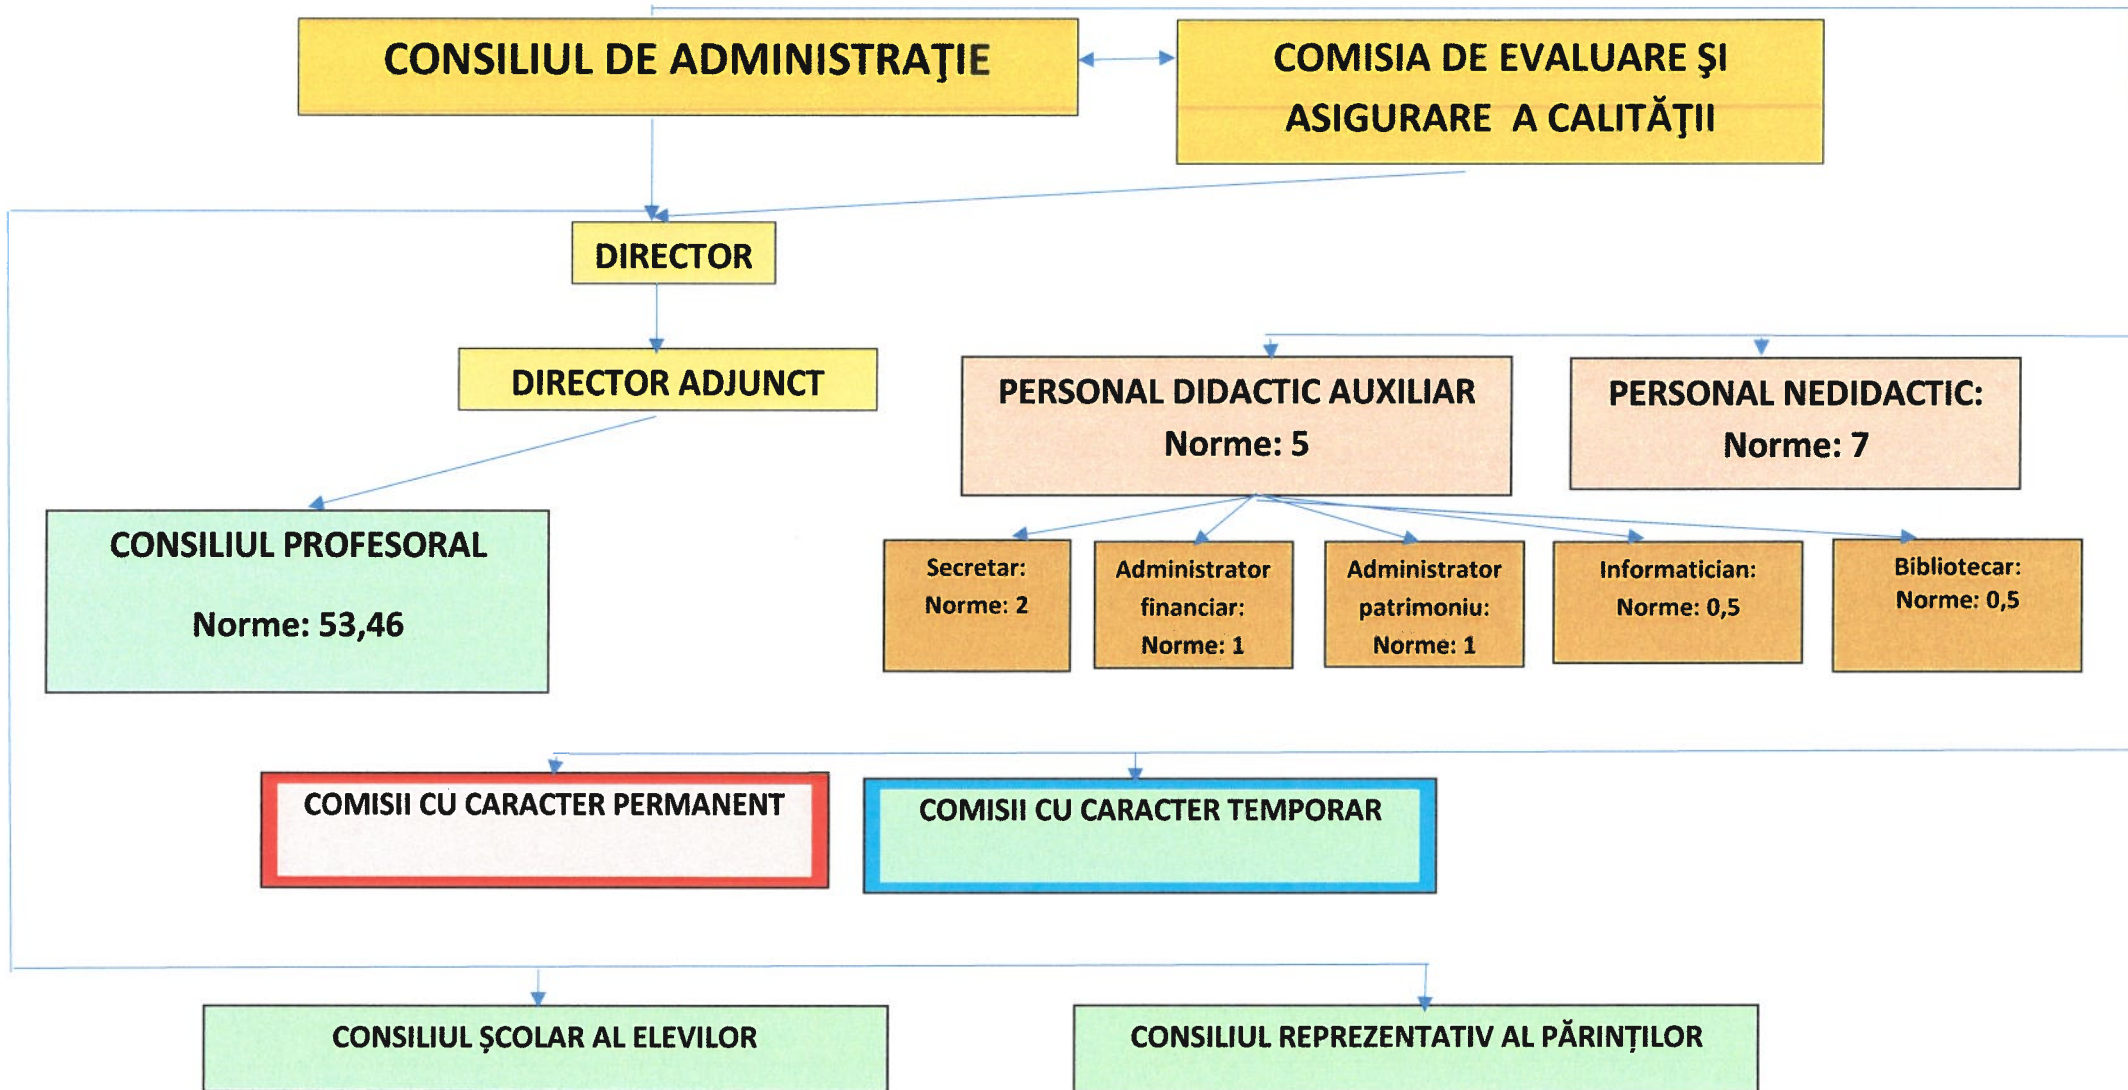 CONSILIUL DE ADMINISTRAŢIE
COMISIA DE EVALUARE ŞI
ASIGURARE A CALITĂŢII
DIRECTOR
DIRECTOR ADJUNCT
PERSONAL DIDACTIC AUXILIAR
Norme: 5
PERSONAL NEDIDACTIC:
Norme: 7
CONSILIUL PROFESORAL
Norme: 53,46
Secretar:
Norme: 2
Administrator
financiar:
Norme: 1
Administrator
patrimoniu:
Norme: 1
Informatician:
Norme: 0,5
Bibliotecar:
Norme: 0,5
COMISII CU CARACTER PERMANENT
COMISII CU CARACTER TEMPORAR
CONSILIUL ȘCOLAR AL ELEVILOR
CONSILIUL REPREZENTATIV AL PĂRINȚILOR